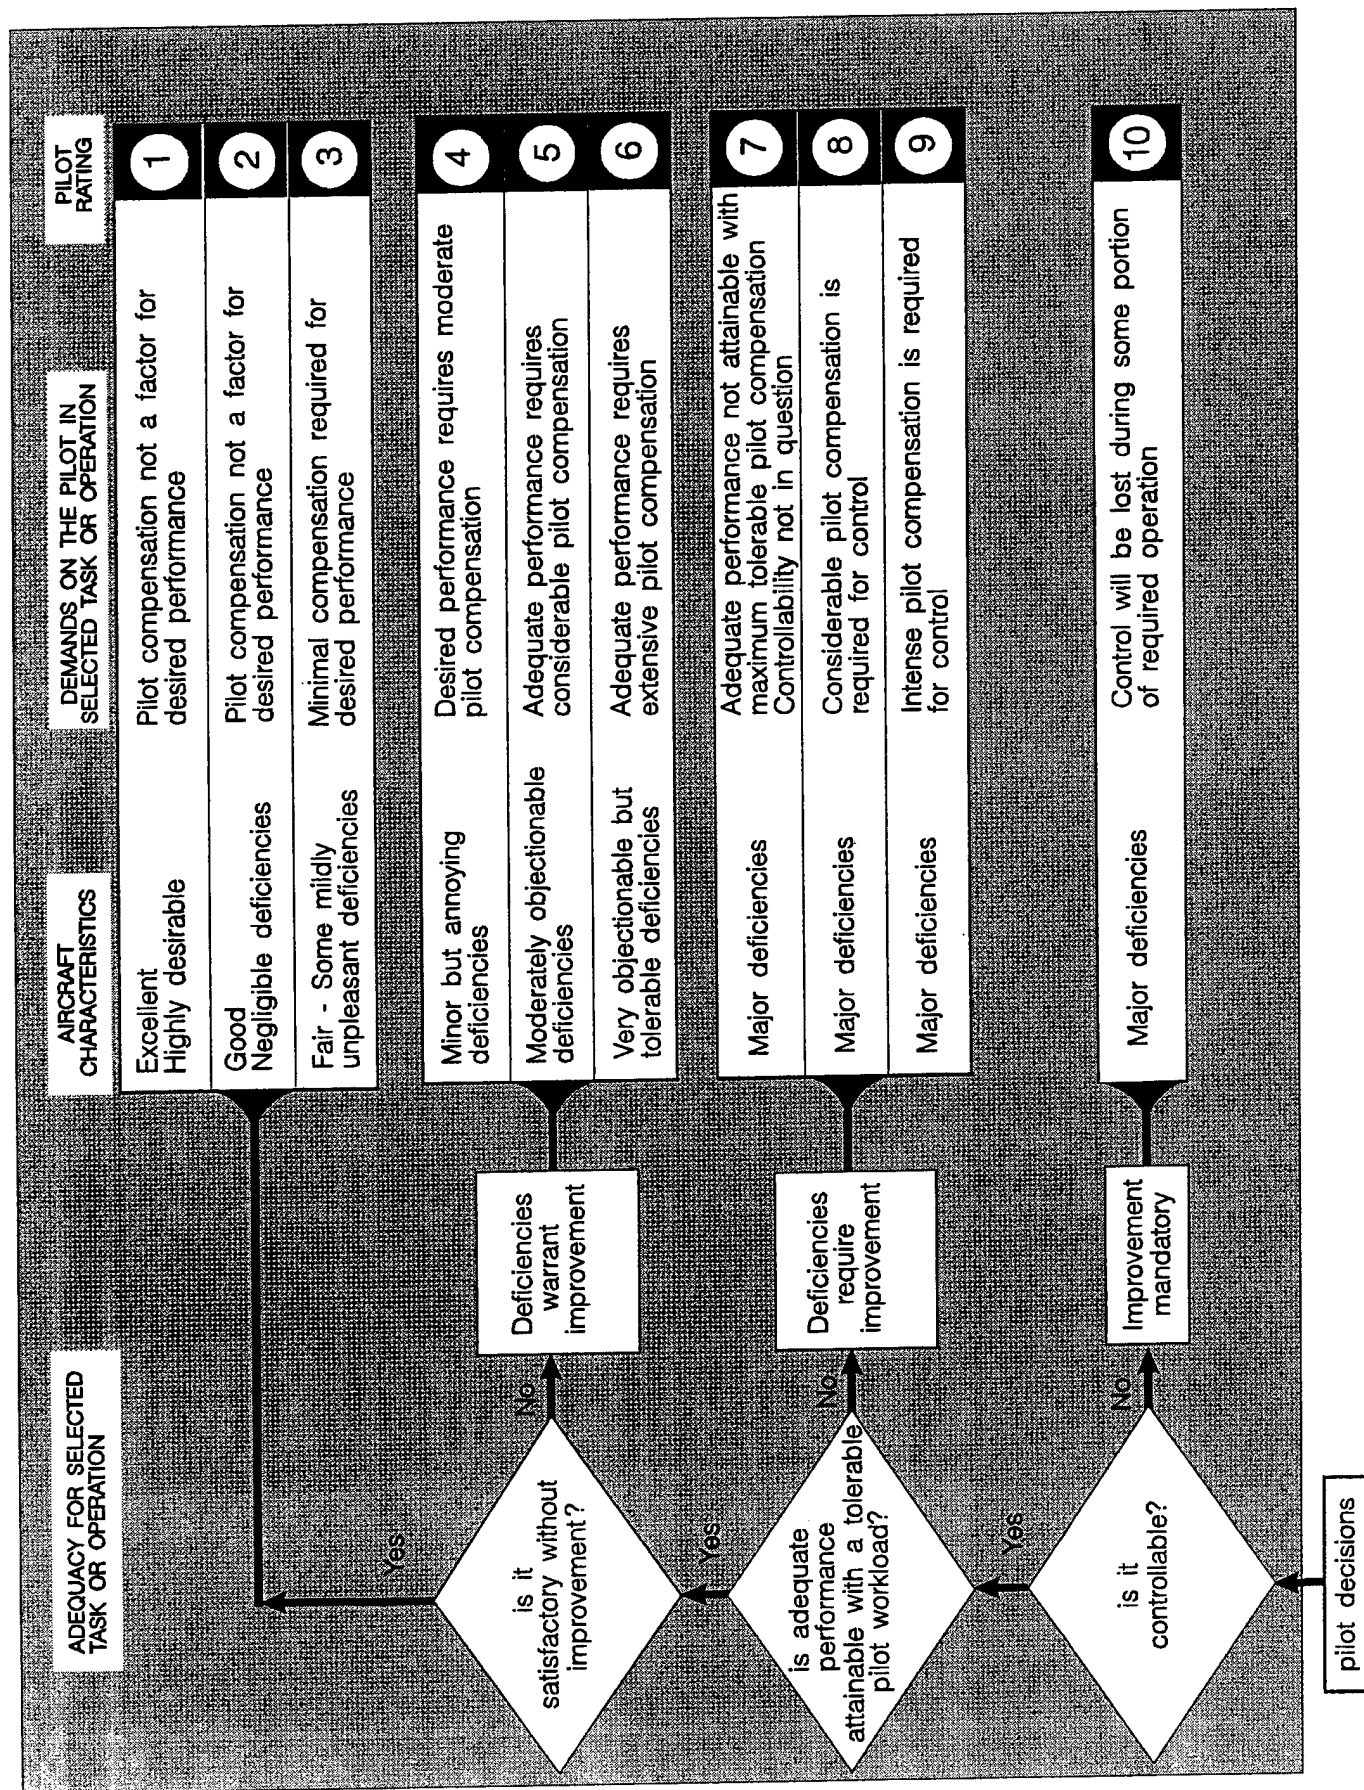 ADEQUACY FOR SELECTED
TASK OR OPERATION
AIRCRAFT
CHARACTERISTICS
DEMANDS ON THE PILOT IN
SELECTED TASK OR OPERATION
PILOT
RATING
Excellent
Highly desirable
Pilot compensation not a factor for
desired performance
1
Good
Negligible deficiencies
Pilot compensation not a factor for
desired performance
2
Fair - Some mildly
unpleasant deficiencies
Minimal compensation required for
desired performance
3
Yes
is it
satisfactory without
improvement?
No
Deficiencies
warrant
improvement
Minor but annoying
deficiencies
Desired performance requires moderate
pilot compensation
4
Moderately objectionable
deficiencies
Adequate performance requires
considerable pilot compensation
5
Very objectionable but
tolerable deficiencies
Adequate performance requires
extensive pilot compensation
6
Yes
is adequate
performance
attainable with a tolerable
pilot workload?
No
Deficiencies
require
improvement
Major deficiencies
Adequate performance not attainable with
maximum tolerable pilot compensation
Controllability not in question
7
Major deficiencies
Considerable pilot compensation is
required for control
8
Major deficiencies
Intense pilot compensation is required
for control
9
Yes
is it
controllable?
No
Improvement
mandatory
Major deficiencies
Control will be lost during some portion
of required operation
10
pilot decisions